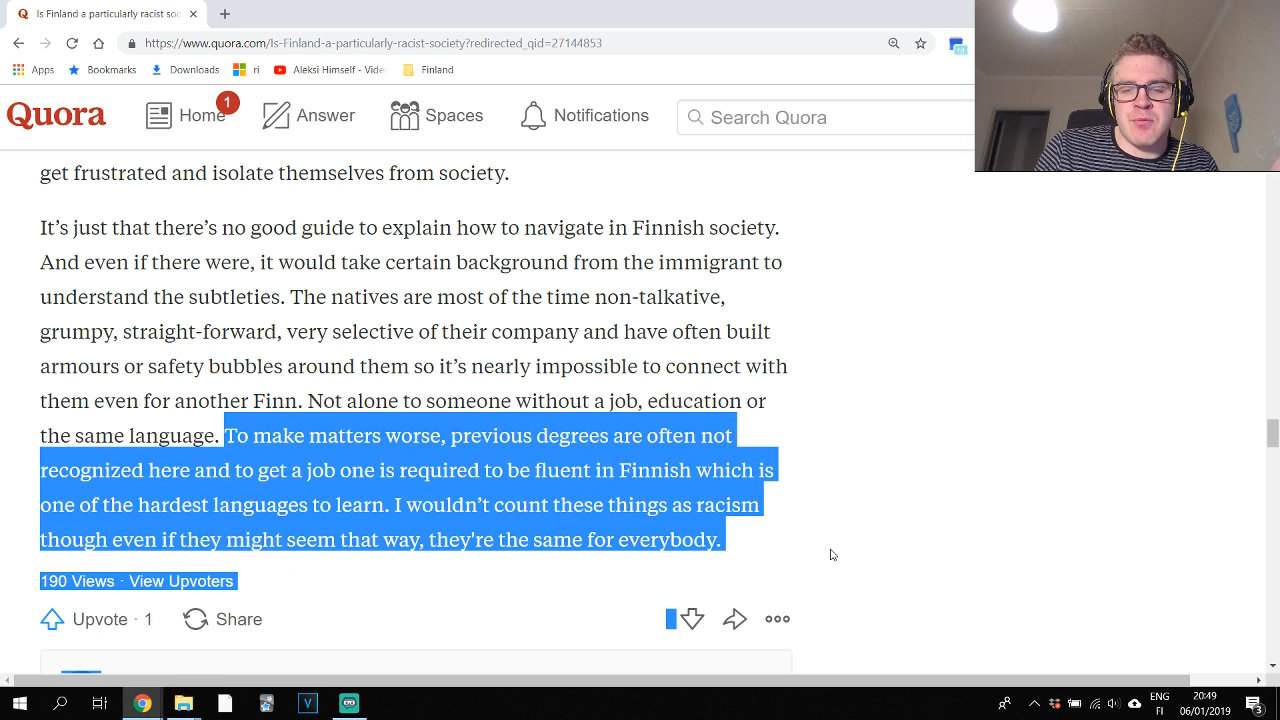 Is Finland a particularly racist soc
https://www.quora.com/Is-Finland-a-particularly-racist-society?redirected_qid=27144853
Apps
Bookmarks
Downloads
ri
Aleksi Himself - Vide
Finland
Quora
Home
1
Answer
Spaces
Notifications
Search Quora
get frustrated and isolate themselves from society.
It’s just that there’s no good guide to explain how to navigate in Finnish society.
And even if there were, it would take certain background from the immigrant to
understand the subtleties. The natives are most of the time non-talkative,
grumpy, straight-forward, very selective of their company and have often built
armours or safety bubbles around them so it’s nearly impossible to connect with
them even for another Finn. Not alone to someone without a job, education or
the same language. To make matters worse, previous degrees are often not
recognized here and to get a job one is required to be fluent in Finnish which is
one of the hardest languages to learn. I wouldn’t count these things as racism
though even if they might seem that way, they're the same for everybody.
190 Views · View Upvoters
Upvote · 1
Share
ENG
FI
20:49
06/01/2019
3